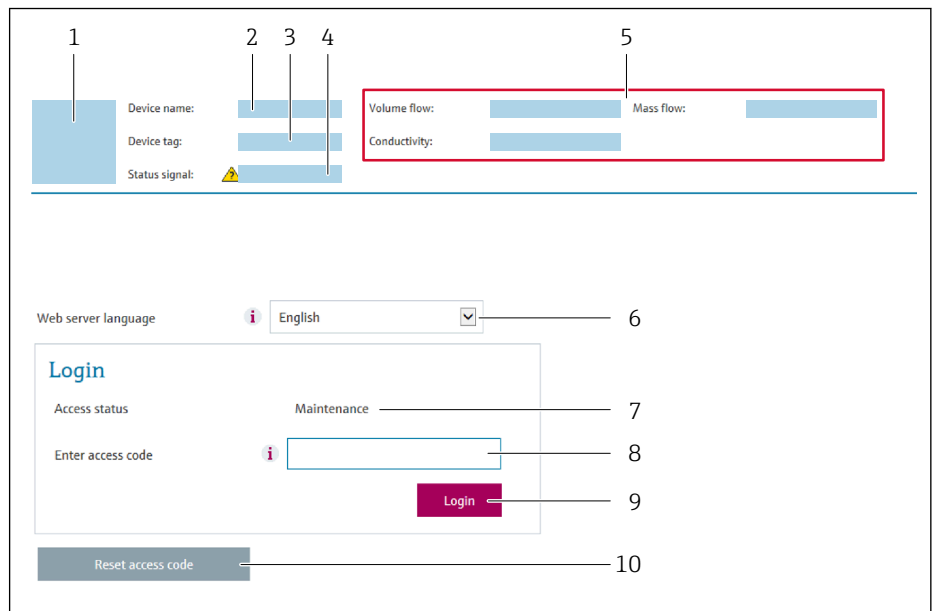 1 2 3 4 5
Device name: Volume flow: Mass flow:
Device tag: Conductivity:
Status signal:
Web server language i English 6
Login
Access status Maintenance 7
Enter access code i 8
Login 9
Reset access code 10